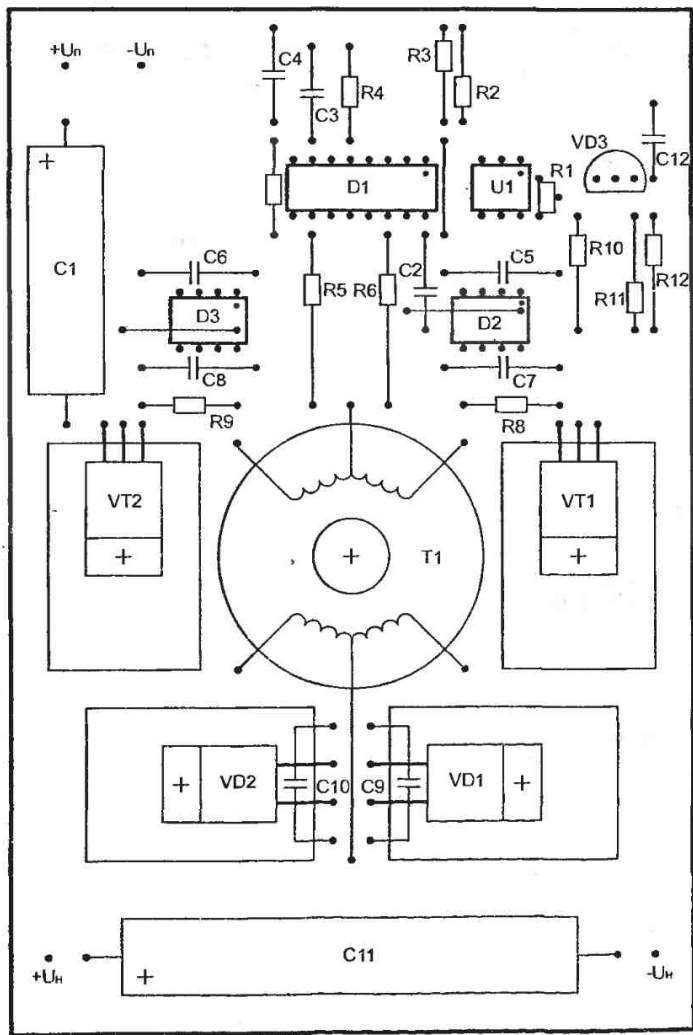 +Uп -Uп
C4
C3
R4
R3
R2
VD3
C12
D1
U1
R1
C1
C6
R5
R6
C2
C5
R10
R11
R12
D3
D2
C8
C7
R9
R8
VT2
VT1
T1
VD2
C10
C9
VD1
C11
+Uн
-Uн